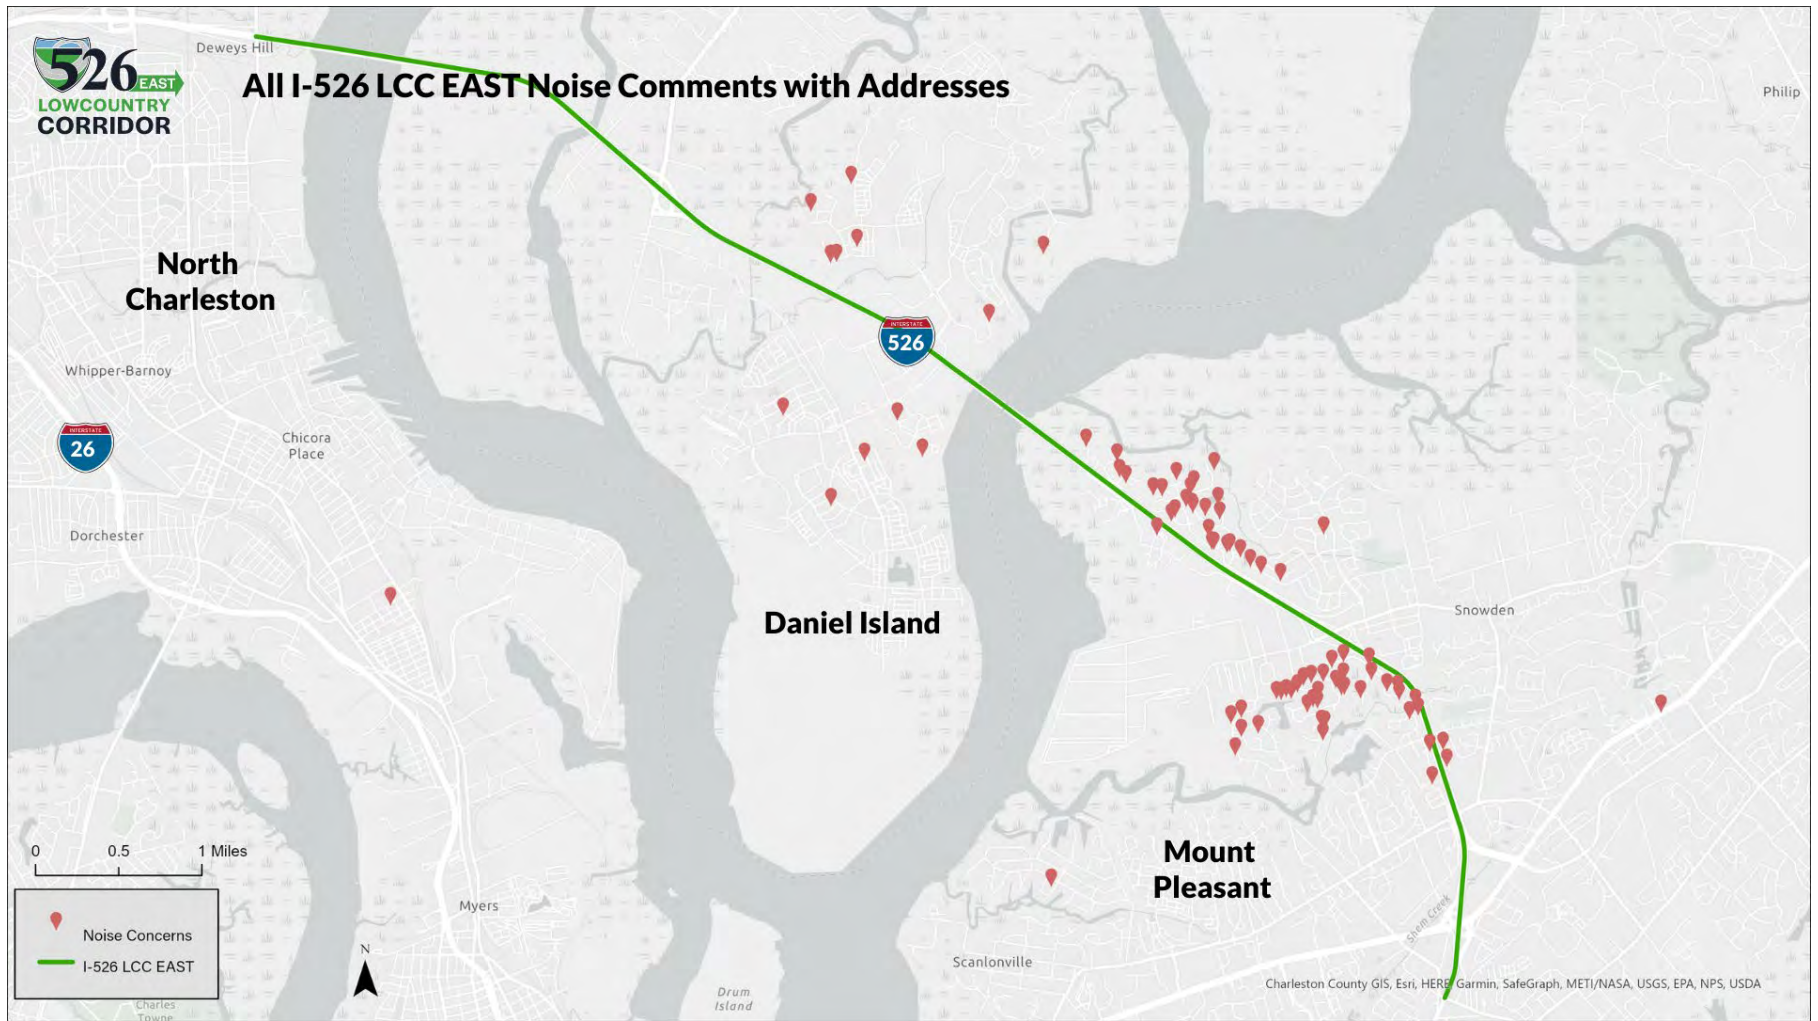 Deweys Hill
526
EAST
LOWCOUNTRY
CORRIDOR
All I-526 LCC EAST Noise Comments with Addresses
Philip
North
Charleston
INTERSTATE
526
Whipper-Barnoy
INTERSTATE
26
Chicora
Place
Dorchester
Daniel Island
Snowden
Mount
Pleasant
0 0.5 1 Miles
Myers
Noise Concerns
I-526 LCC EAST
N
Shem Creek
Scanlonville
Charleston County GIS, Esri, HERE, Garmin, SafeGraph, METI/NASA, USGS, EPA, NPS, USDA
Drum
Island
Charles
Towne